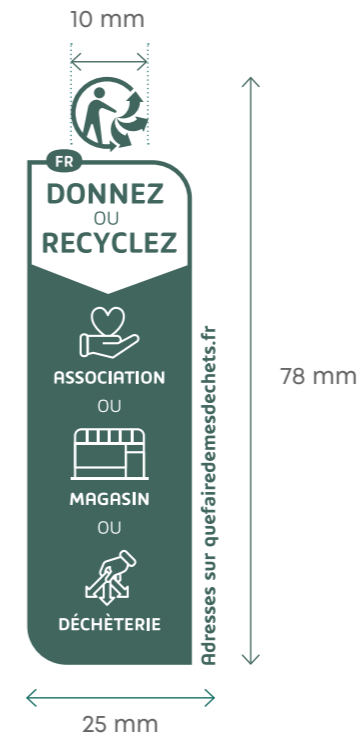 10 mm
FR
DONNEZ
OU
RECYCLEZ
ASSOCIATION
OU
MAGASIN
OU
DÉCHÈTERIE
Adresses sur quefairedemesdechets.fr
78 mm
25 mm